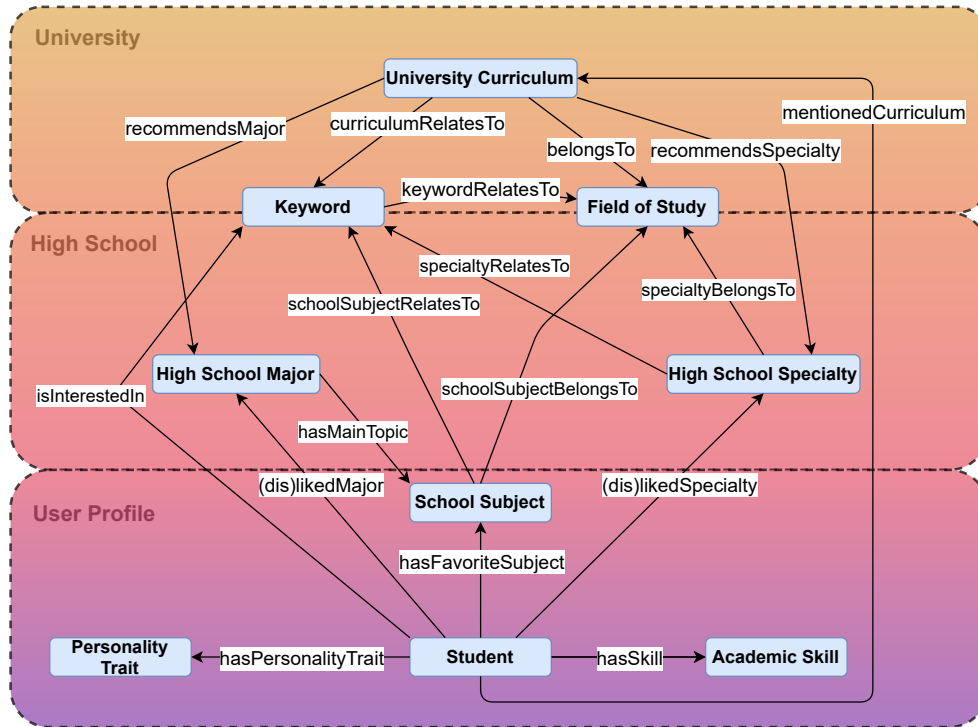 University
University Curriculum
mentionedCurriculum
recommendsMajor
curriculumRelatesTo
belongsTo
recommendsSpecialty
keywordRelatesTo
Keyword
Field of Study
High School
specialtyRelatesTo
schoolSubjectRelatesTo
specialtyBelongsTo
High School Major
High School Specialty
isInterestedIn
schoolSubjectBelongsTo
hasMainTopic
(dis)likedMajor
(dis)likedSpecialty
School Subject
User Profile
hasFavoriteSubject
Personality
Trait
hasPersonalityTrait
Student
hasSkill
Academic Skill